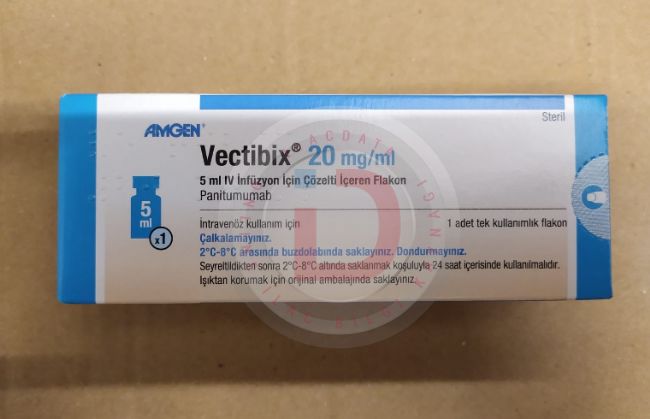 AMGEN®
Steril
Vectibix® 20 mg/ml
5 ml IV İnfüzyon İçin Çözelti İçeren Flakon
Panitumumab
5 ml
x1
İntravenöz kullanım için
1 adet tek kullanımlık flakon
Çalkalamayınız.
2°C-8°C arasında buzdolabında saklayınız. Dondurmayınız.
Seyreltildikten sonra 2°C-8°C altında saklanmak koşuluyla 24 saat içerisinde kullanılmalıdır.
Işıktan korumak için orijinal ambalajında saklayınız.